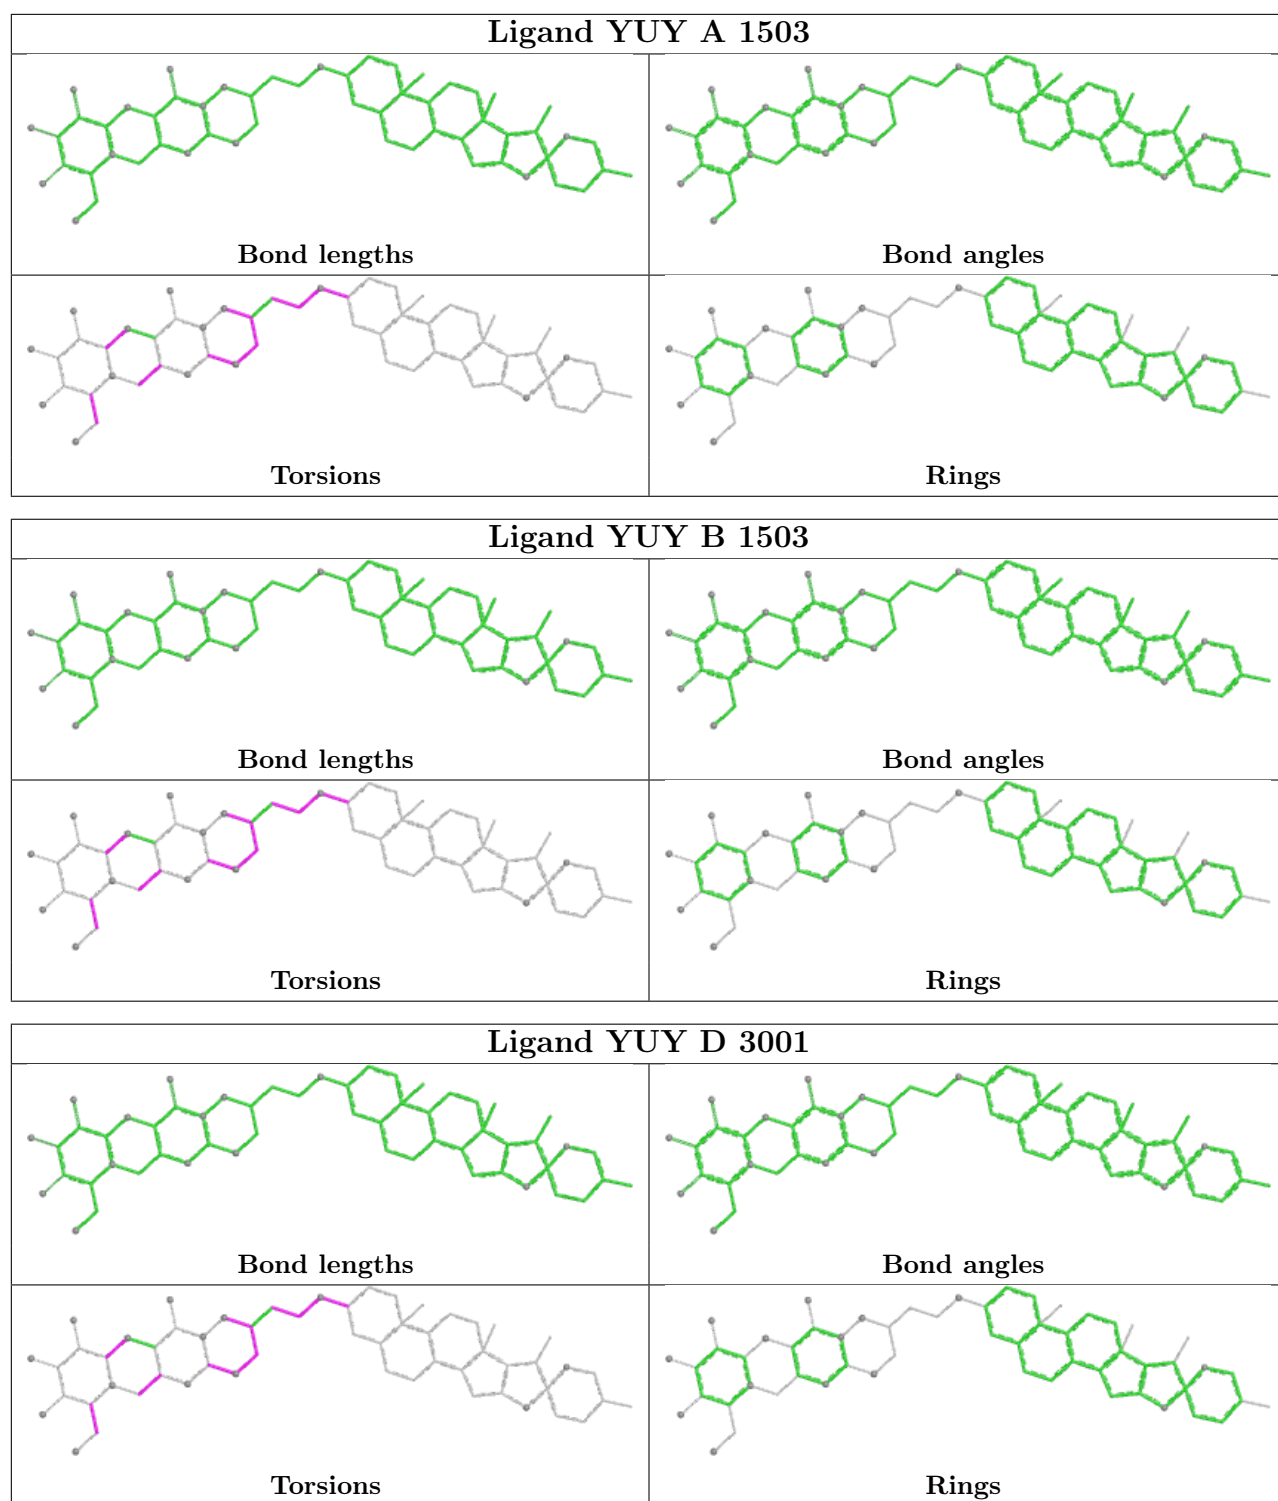 Ligand YUY A 1503
Bond lengths
Bond angles
Torsions
Rings
Ligand YUY B 1503
Bond lengths
Bond angles
Torsions
Rings
Ligand YUY D 3001
Bond lengths
Bond angles
Torsions
Rings